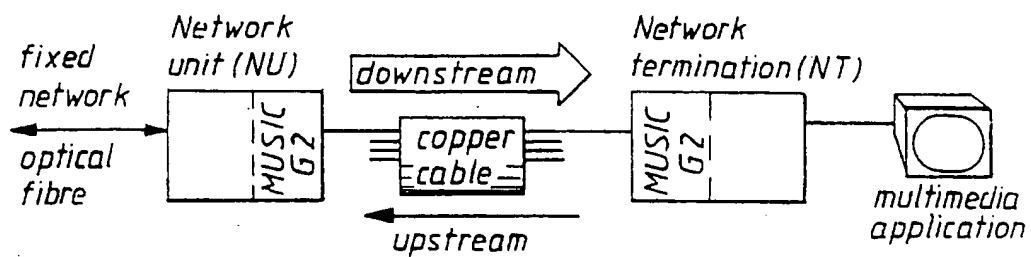 fixed
network
optical
fibre
Network
unit (NU)
MUSIC
G2
downstream
copper
cable
upstream
Network
termination (NT)
MUSIC
G2
multimedia
application